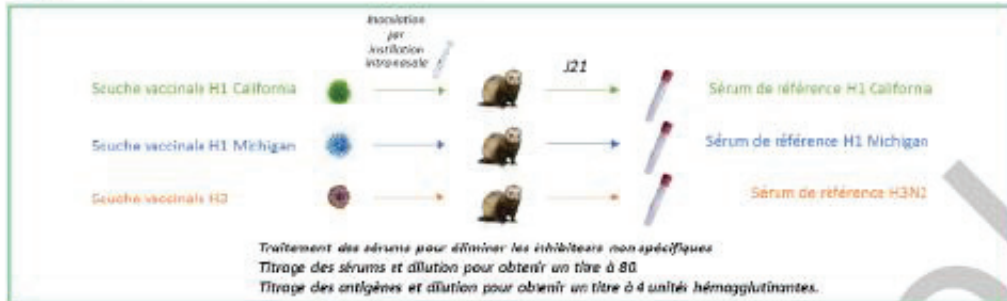 Inoculation
par
instillation
intranasale
J21
Souche vaccinale H1 California
Sérum de référence H1 California
Souche vaccinale H1 Michigan
Sérum de référence H1 Michigan
Souche vaccinale H3
Sérum de référence H3N2
Traitement des sérums pour éliminer les inhibiteurs non spécifiques
Titrage des sérums et dilution pour obtenir un titre à 80.
Titrage des antigènes et dilution pour obtenir un titre à 4 unités hémagglutinantes.